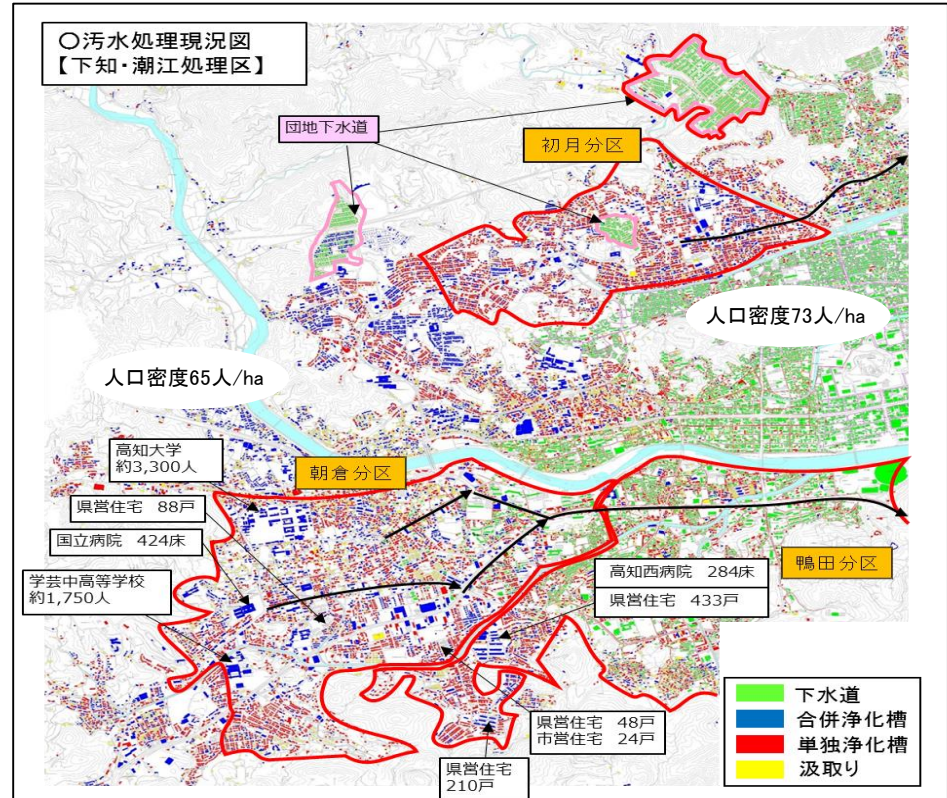 〇汚水処理現況図
【下知・潮江処理区】
団地下水道
初月分区
人口密度73人/ha
人口密度65人/ha
高知大学
約3,300人
朝倉分区
県営住宅 88戸
国立病院 424床
学芸中高等学校
約1,750人
高知西病院 284床
県営住宅 433戸
鴨田分区
県営住宅 48戸
市営住宅 24戸
県営住宅
210戸
下水道
合併浄化槽
単独浄化槽
汲取り